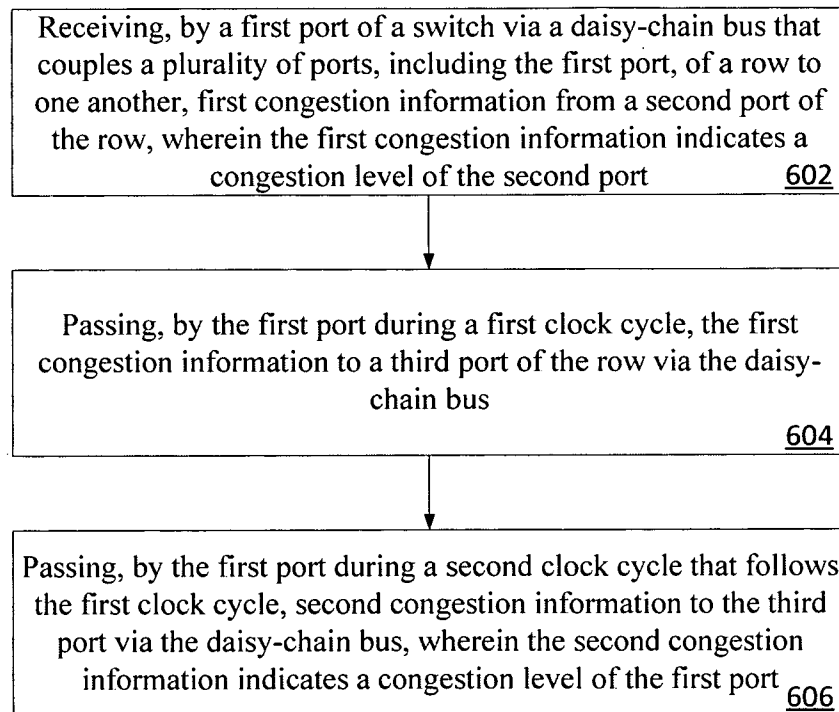 Receiving, by a first port of a switch via a daisy-chain bus that
couples a plurality of ports, including the first port, of a row to
one another, first congestion information from a second port of
the row, wherein the first congestion information indicates a
congestion level of the second port 602
Passing, by the first port during a first clock cycle, the first
congestion information to a third port of the row via the daisy-
chain bus
604
Passing, by the first port during a second clock cycle that follows
the first clock cycle, second congestion information to the third
port via the daisy-chain bus, wherein the second congestion
information indicates a congestion level of the first port 606